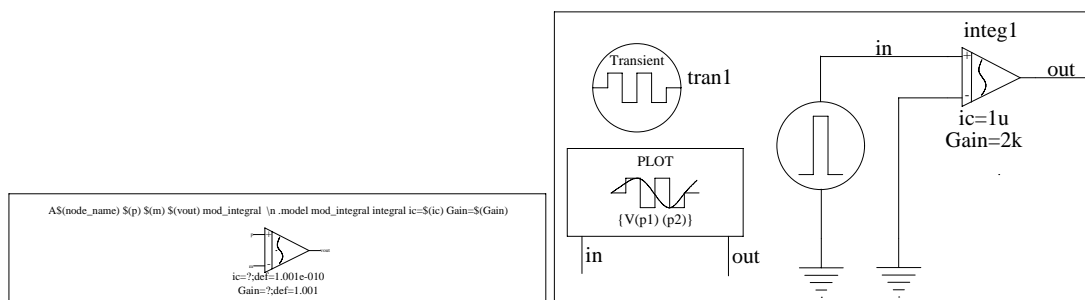 A$(node_name) $(p) $(m) $(vout) mod_integral \n .model mod_integral integral ic=$(ic) Gain=$(Gain)
p
+
vout
m
-
ic=?;def=1.001e-010
Gain=?;def=1.001
Transient
tran1
PLOT
{V(p1) (p2)}
in
out
integ1
in
+
out
-
ic=1u
Gain=2k